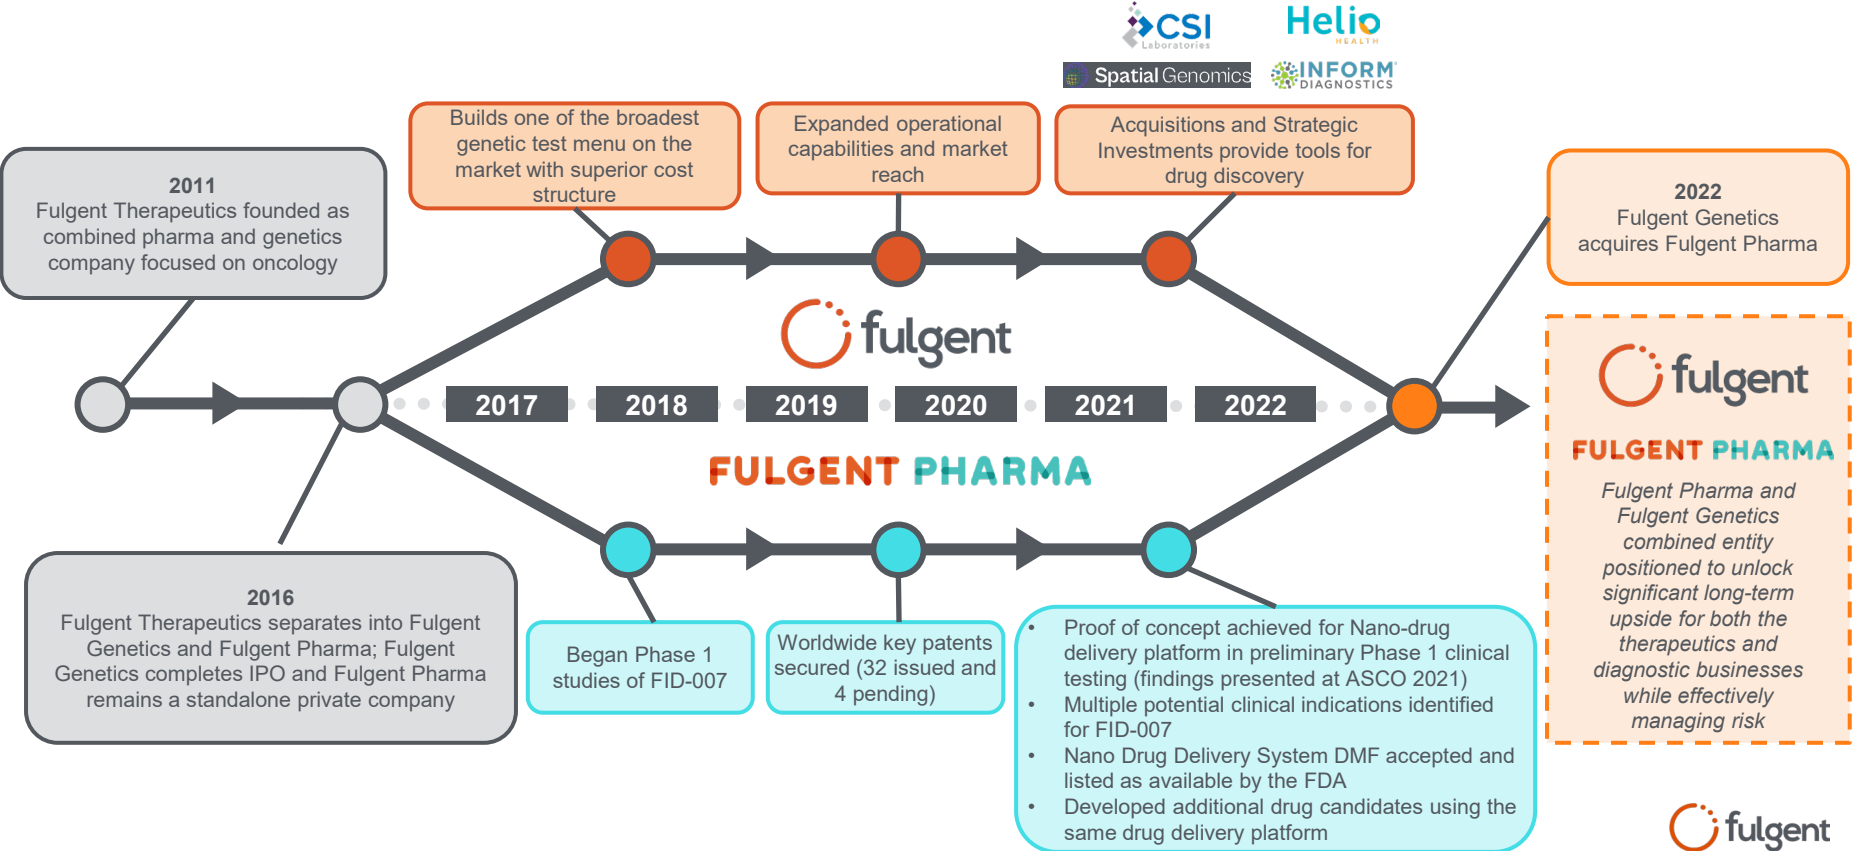 CSI
Laboratories
Helio
HEALTH
Spatial Genomics
INFORM
DIAGNOSTICS
2011
Fulgent Therapeutics founded as
combined pharma and genetics
company focused on oncology
Builds one of the broadest
genetic test menu on the
market with superior cost
structure
Expanded operational
capabilities and market
reach
Acquisitions and Strategic
Investments provide tools for
drug discovery
2022
Fulgent Genetics
acquires Fulgent Pharma
fulgent
2017
2018
2019
2020
2021
2022
FULGENT PHARMA
2016
Fulgent Therapeutics separates into Fulgent
Genetics and Fulgent Pharma; Fulgent
Genetics completes IPO and Fulgent Pharma
remains a standalone private company
Began Phase 1
studies of FID-007
Worldwide key patents
secured (32 issued and
4 pending)
• Proof of concept achieved for Nano-drug
delivery platform in preliminary Phase 1 clinical
testing (findings presented at ASCO 2021)
• Multiple potential clinical indications identified
for FID-007
• Nano Drug Delivery System DMF accepted and
listed as available by the FDA
• Developed additional drug candidates using the
same drug delivery platform
fulgent
FULGENT PHARMA
Fulgent Pharma and
Fulgent Genetics
combined entity
positioned to unlock
significant long-term
upside for both the
therapeutics and
diagnostic businesses
while effectively
managing risk
fulgent